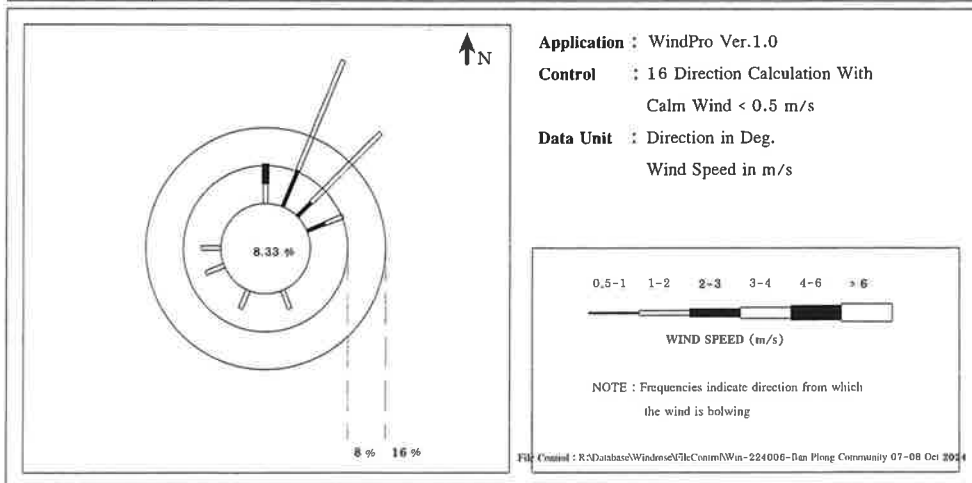 N
8.33 %
8 % 16 %
Application : WindPro Ver.1.0
Control : 16 Direction Calculation With
Calm Wind < 0.5 m/s
Data Unit : Direction in Deg.
Wind Speed in m/s
0.5-1 1-2 2-3 3-4 4-6 > 6
WIND SPEED (m/s)
NOTE : Frequencies indicate direction from which
the wind is bolwing
File Control : R:\Database\Windrose\FileControl\Win-224006-Ban Plong Community 07-08 Oct 2024